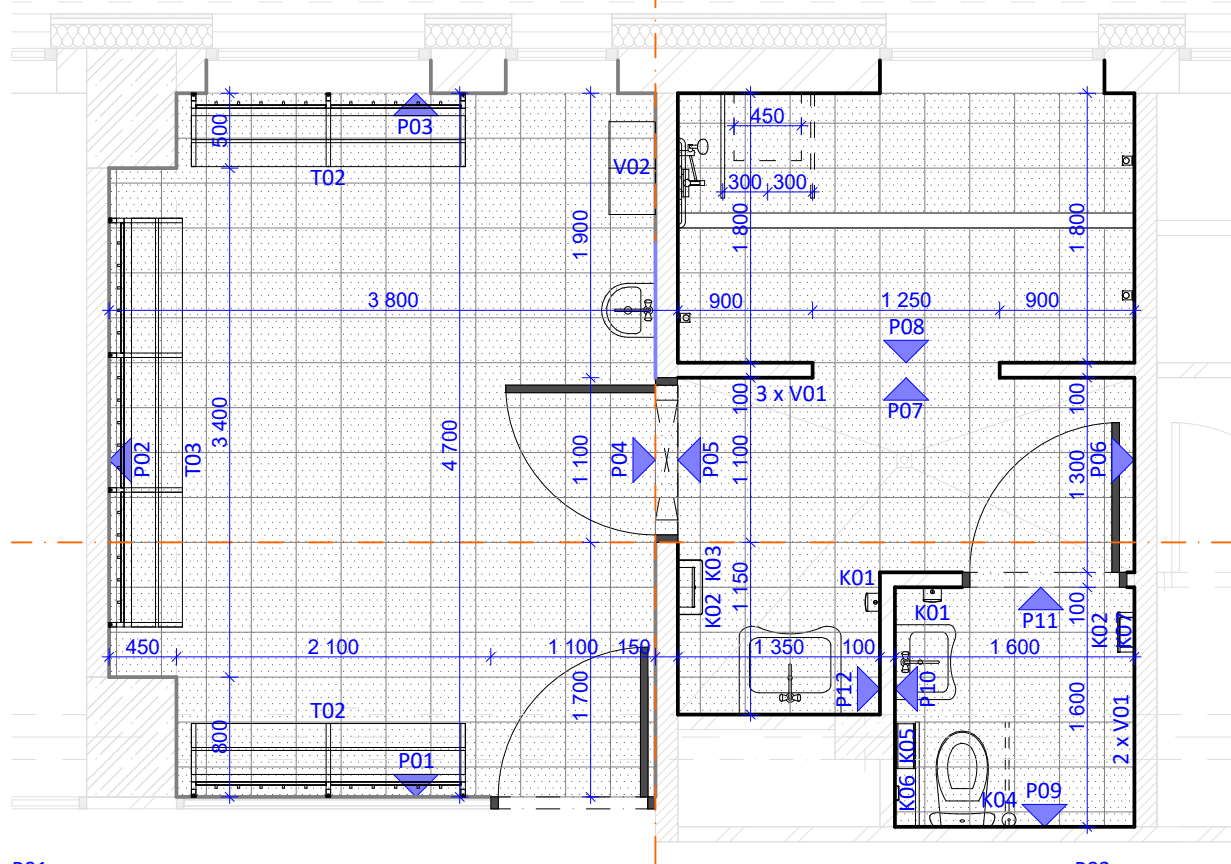 500
P03
T02
V02
450
300
300
1 900
1 800
1 800
3 800
900
1 250
900
P08
P07
3 x V01
100
100
P02
T03
3 400
4 700
1 100
P04
P05
1 100
1 300
P06
K03
K02
1 150
K01
K01
P11
100
K02
K07
450
2 100
1 100
150
1 350
100
1 600
P12
P10
T02
800
P01
1 700
1 600
2 x V01
K05
K06
K04
P09